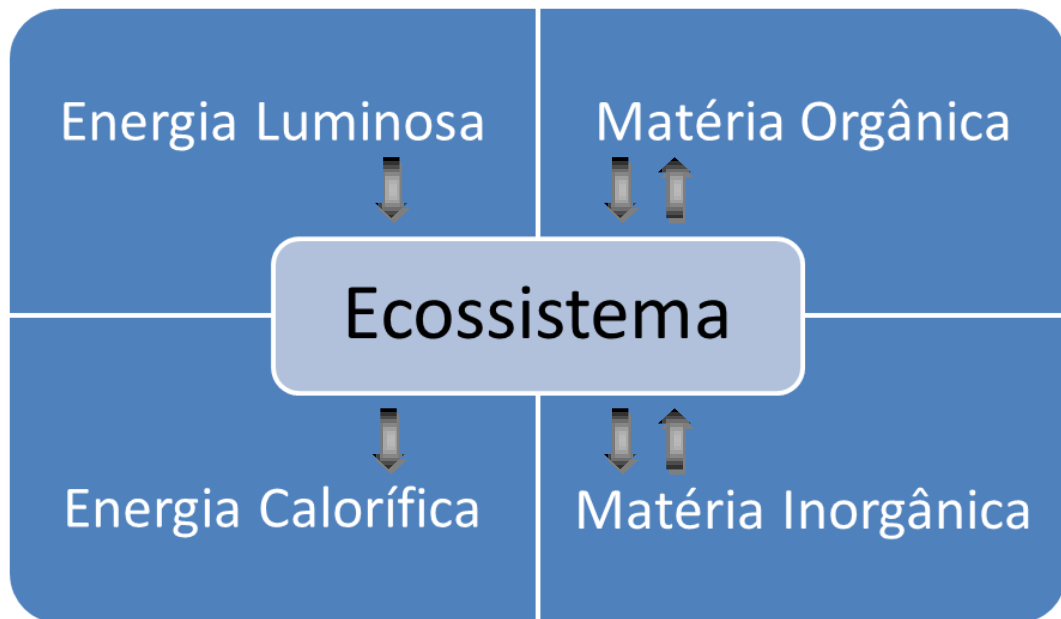 Energia Luminosa
Matéria Orgânica
Ecossistema
Energia Calorífica
Matéria Inorgânica